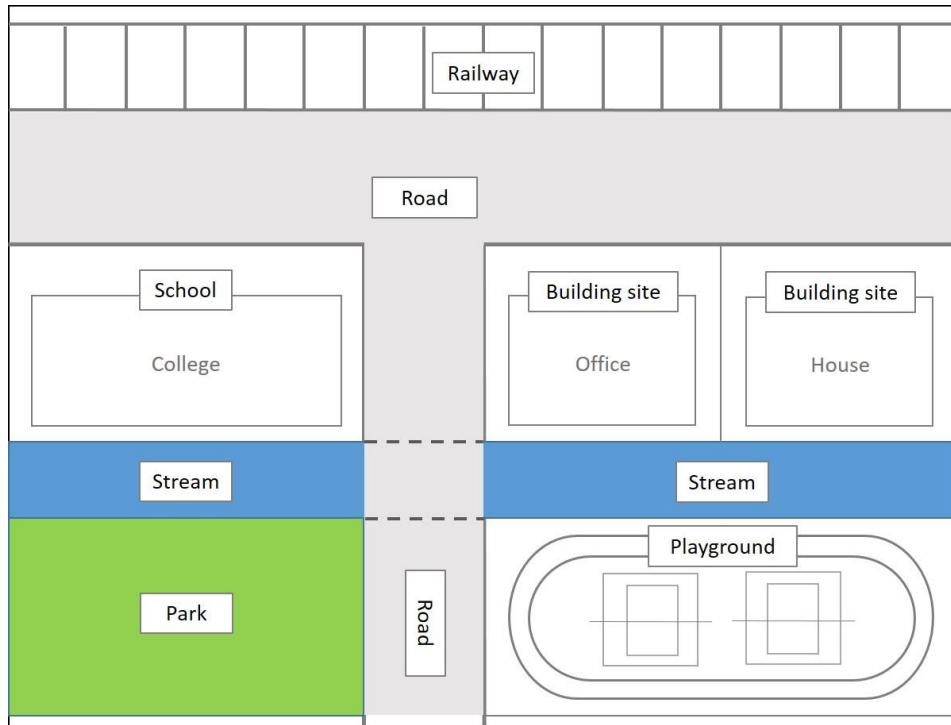 Railway
Road
School
College
Building site
Office
Building site
House
Stream
Stream
Park
Road
Playground